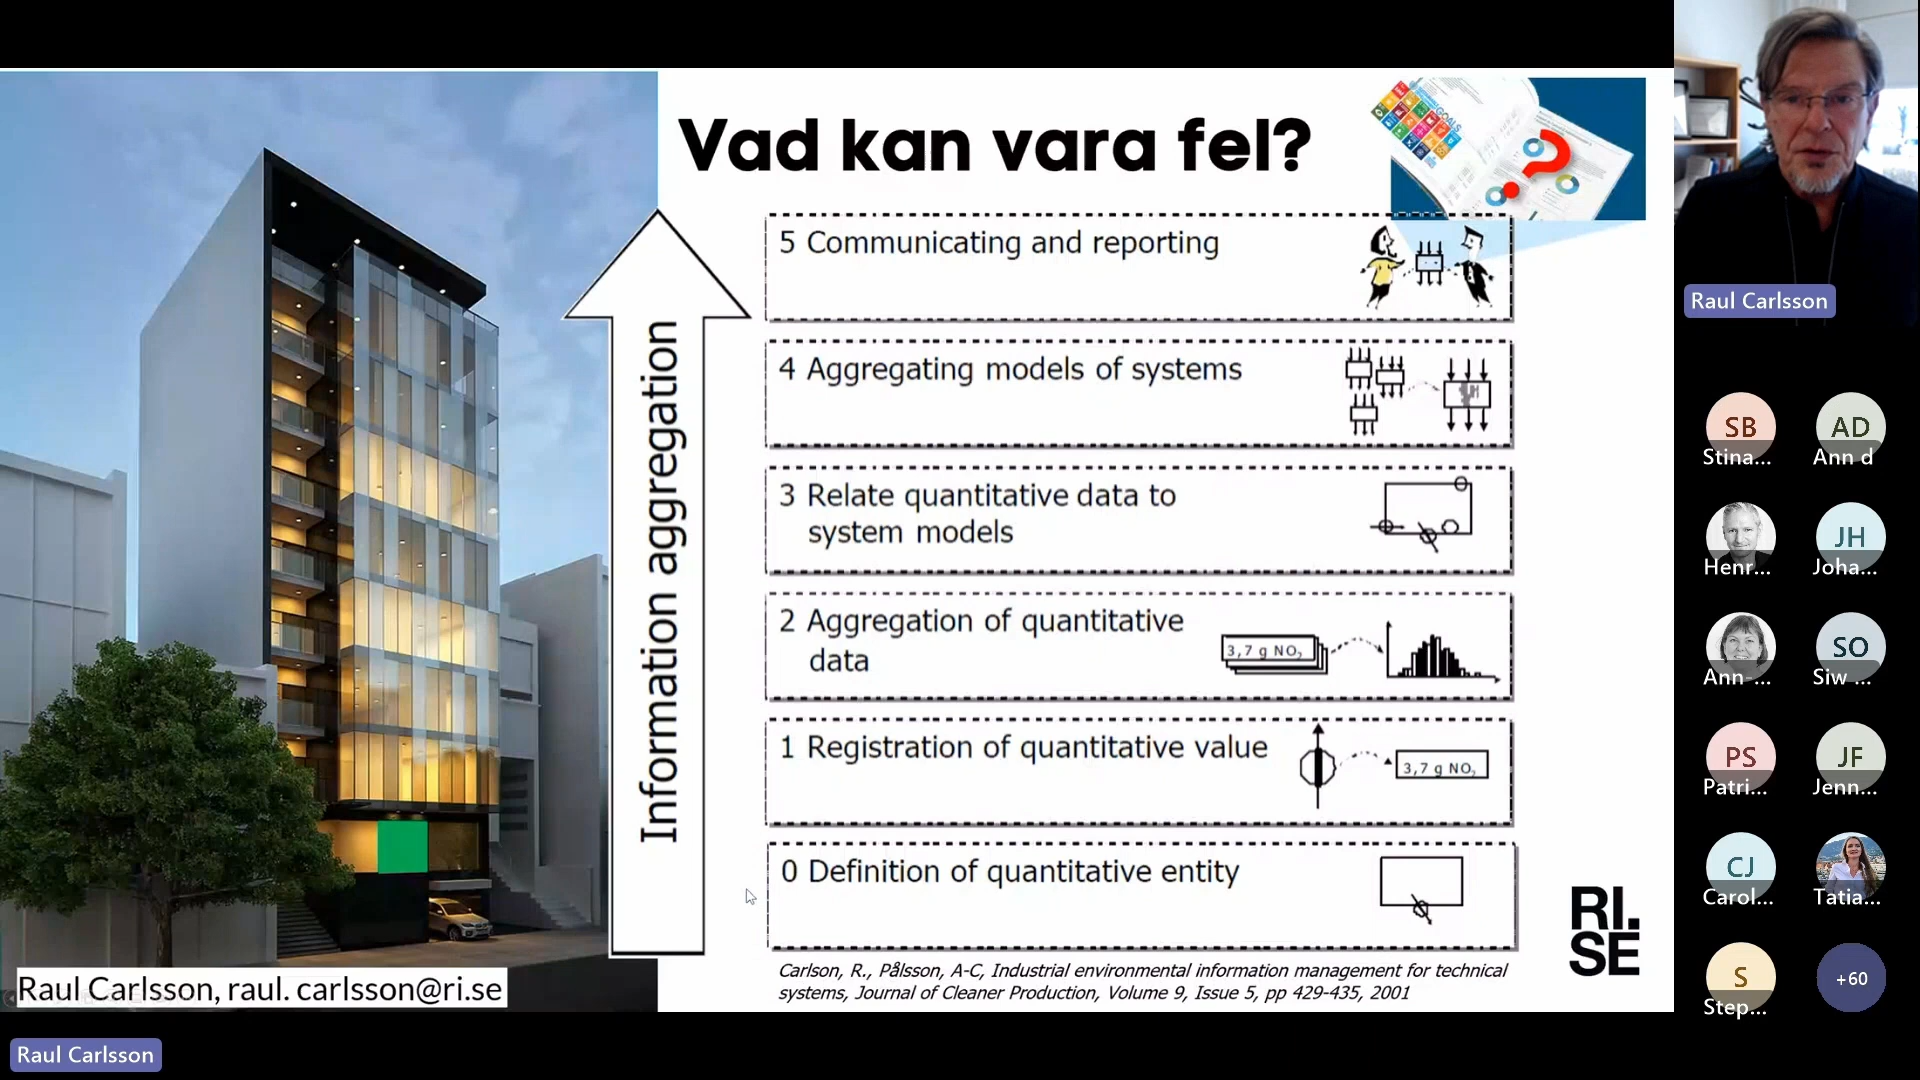 Vad kan vara fel?
Information aggregation
5 Communicating and reporting
4 Aggregating models of systems
3 Relate quantitative data to
system models
2 Aggregation of quantitative
data
3,7 g NO₂
1 Registration of quantitative value
3,7 g NO₂
0 Definition of quantitative entity
Carlson, R., Pålsson, A-C, Industrial environmental information management for technical
systems, Journal of Cleaner Production, Volume 9, Issue 5, pp 429-435, 2001
RI.
SE
Raul Carlsson, raul. carlsson@ri.se
Raul Carlsson
Raul Carlsson
SB
Stina...
AD
Ann d
Henr...
JH
Joha...
Ann-...
SO
Siw ...
PS
Patri...
JF
Jenn...
CJ
Carol...
Tatia...
S
Step...
+60